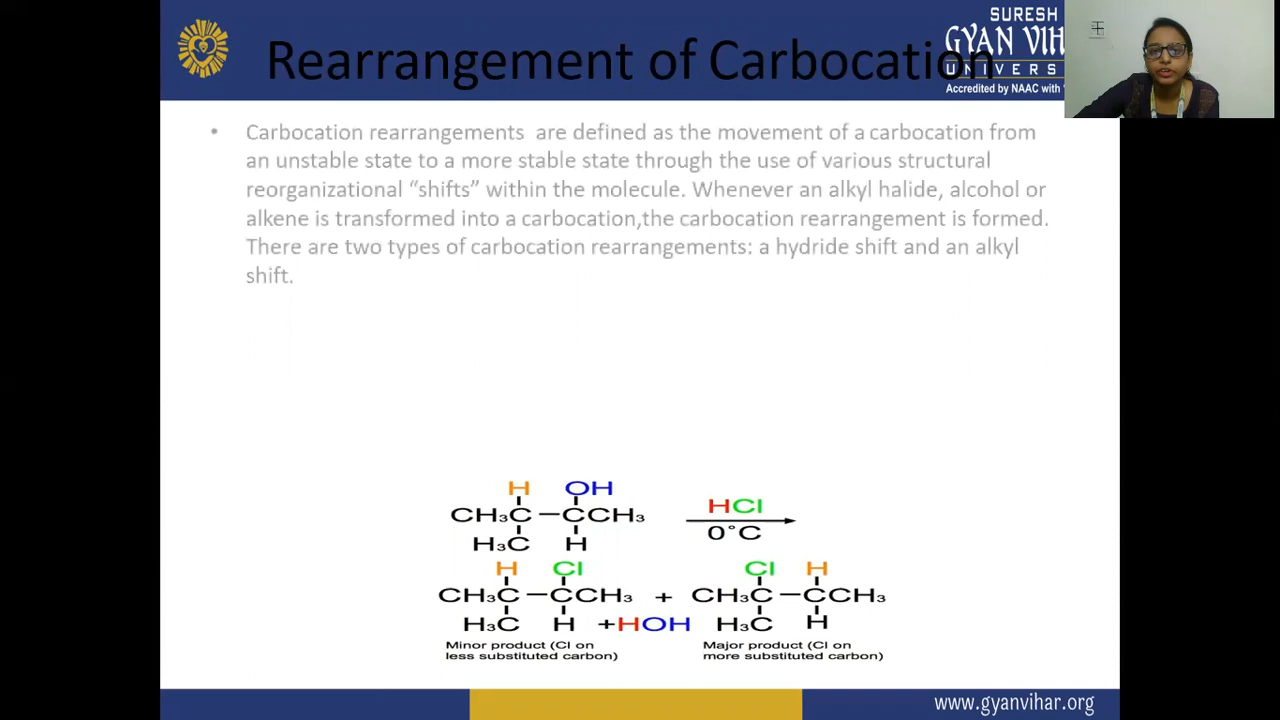 SURESH
GYAN VIH
UNIVERS
Accredited by NAAC with
Rearrangement of Carbocation
• Carbocation rearrangements are defined as the movement of a carbocation from
an unstable state to a more stable state through the use of various structural
reorganizational “shifts” within the molecule. Whenever an alkyl halide, alcohol or
alkene is transformed into a carbocation,the carbocation rearrangement is formed.
There are two types of carbocation rearrangements: a hydride shift and an alkyl
shift.
H OH
CH₃C – CCH₃
H₃C H
HCl
0°C
H Cl
CH₃C – CCH₃
H₃C H
+
Cl H
CH₃C – CCH₃
H₃C H
+HOH
Minor product (Cl on
less substituted carbon)
Major product (Cl on
more substituted carbon)
www.gyanvihar.org